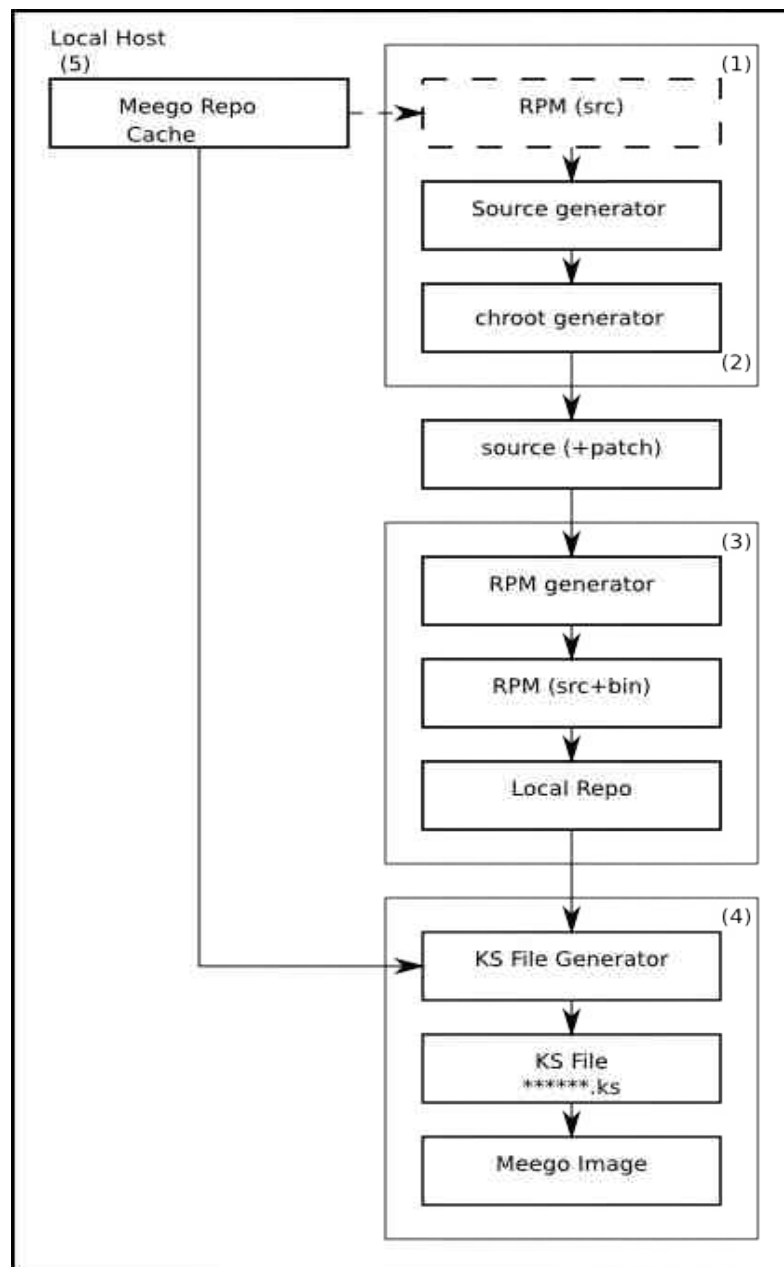 Local Host
(5)
Meego Repo
Cache
(1)
RPM (src)
Source generator
chroot generator
(2)
source (+patch)
(3)
RPM generator
RPM (src+bin)
Local Repo
(4)
KS File Generator
KS File
******.ks
Meego Image